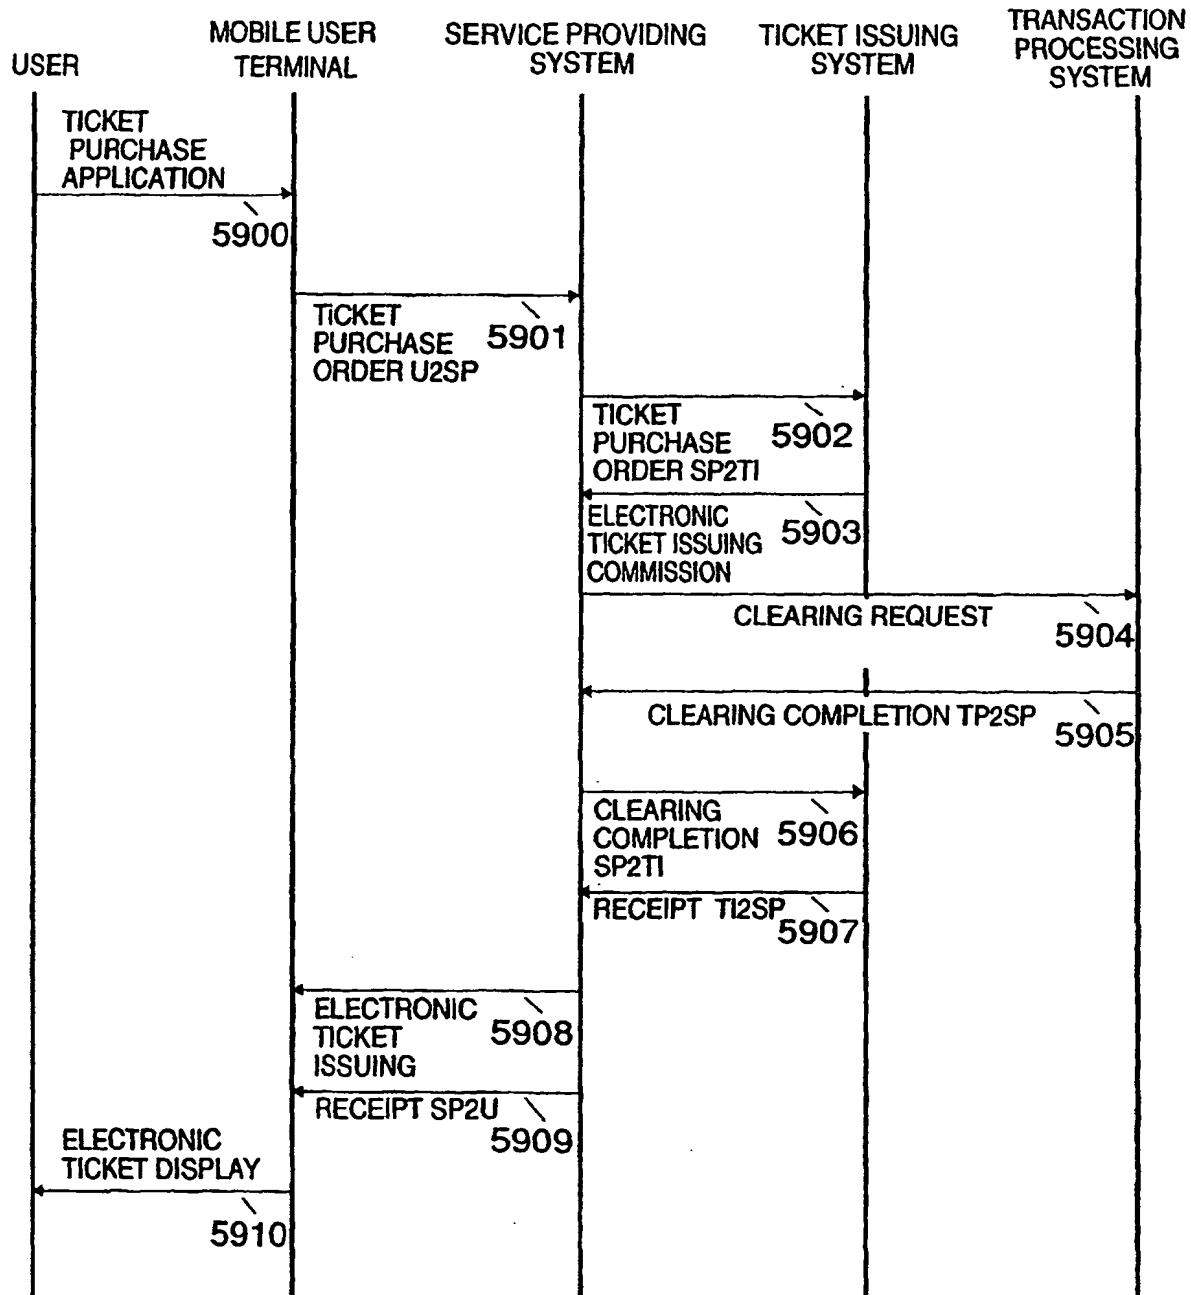 USER
MOBILE USER
TERMINAL
SERVICE PROVIDING
SYSTEM
TICKET ISSUING
SYSTEM
TRANSACTION
PROCESSING
SYSTEM
TICKET
PURCHASE
APPLICATION
5900
TICKET
PURCHASE
ORDER U2SP
5901
TICKET
PURCHASE
ORDER SP2TI
5902
ELECTRONIC
TICKET ISSUING
COMMISSION
5903
CLEARING REQUEST
5904
CLEARING COMPLETION TP2SP
5905
CLEARING
COMPLETION
SP2TI
5906
RECEIPT TI2SP
5907
ELECTRONIC
TICKET
ISSUING
5908
RECEIPT SP2U
5909
ELECTRONIC
TICKET DISPLAY
5910